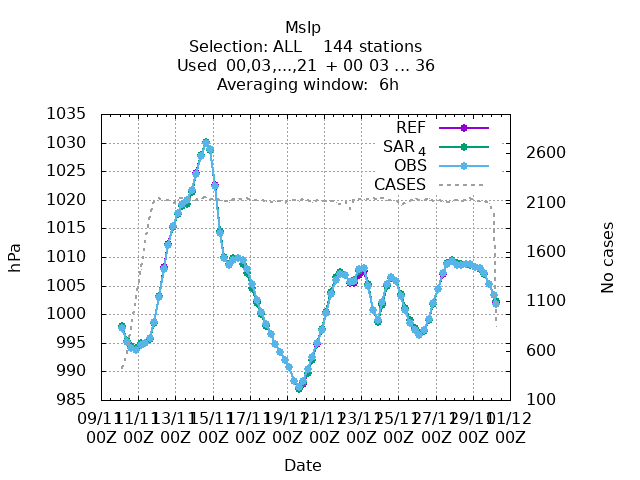 Mslp
Selection: ALL    144 stations
Used  00,03,...,21  + 00 03 ... 36
Averaging window:  6h
1035
1030
1025
1020
1015
1010
1005
1000
995
990
985
hPa
REF
SAR 4
OBS
CASES
2600
2100
1600
1100
600
100
No cases
09/11 11/11 13/11 15/11 17/11 19/11 21/11 23/11 25/11 27/11 29/11 01/12
00Z 00Z 00Z 00Z 00Z 00Z 00Z 00Z 00Z 00Z 00Z 00Z
Date